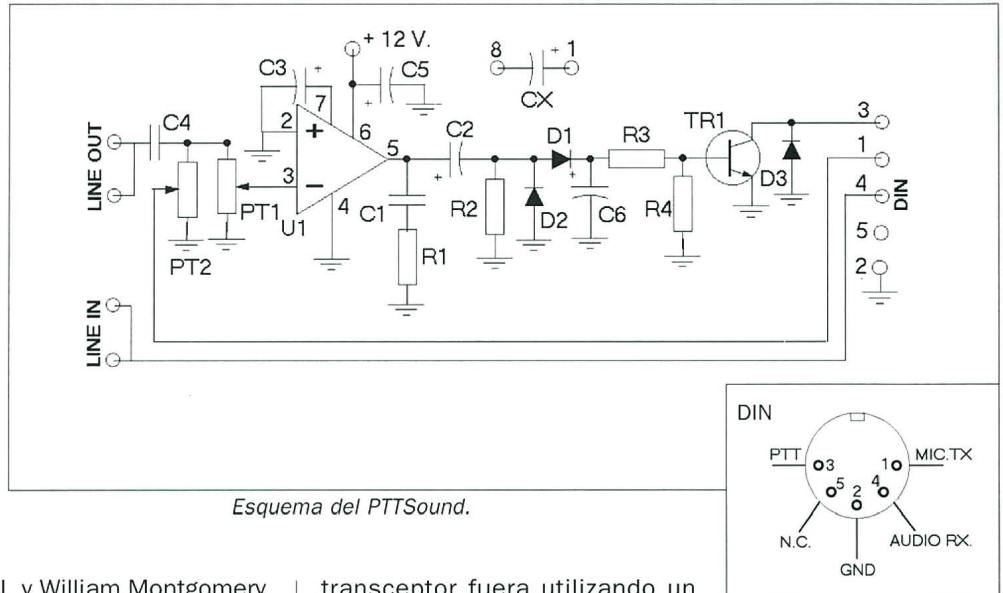 + 12 V.
C3
+
7
C5
+
8
+
1
CX
2
+
6
C4
5
C2
D1
R3
TR1
3
LINE OUT
3
−
+
+
1
PT1
4
C1
R2
D2
C6
R4
D3
4
DIN
U1
PT2
R1
5
2
LINE IN
DIN
PTT
3
1
MIC.TX
5
2
4
N.C.
AUDIO RX.
GND
Esquema del PTTSound.
L y William Montgomery
transceptor fuera utilizando un